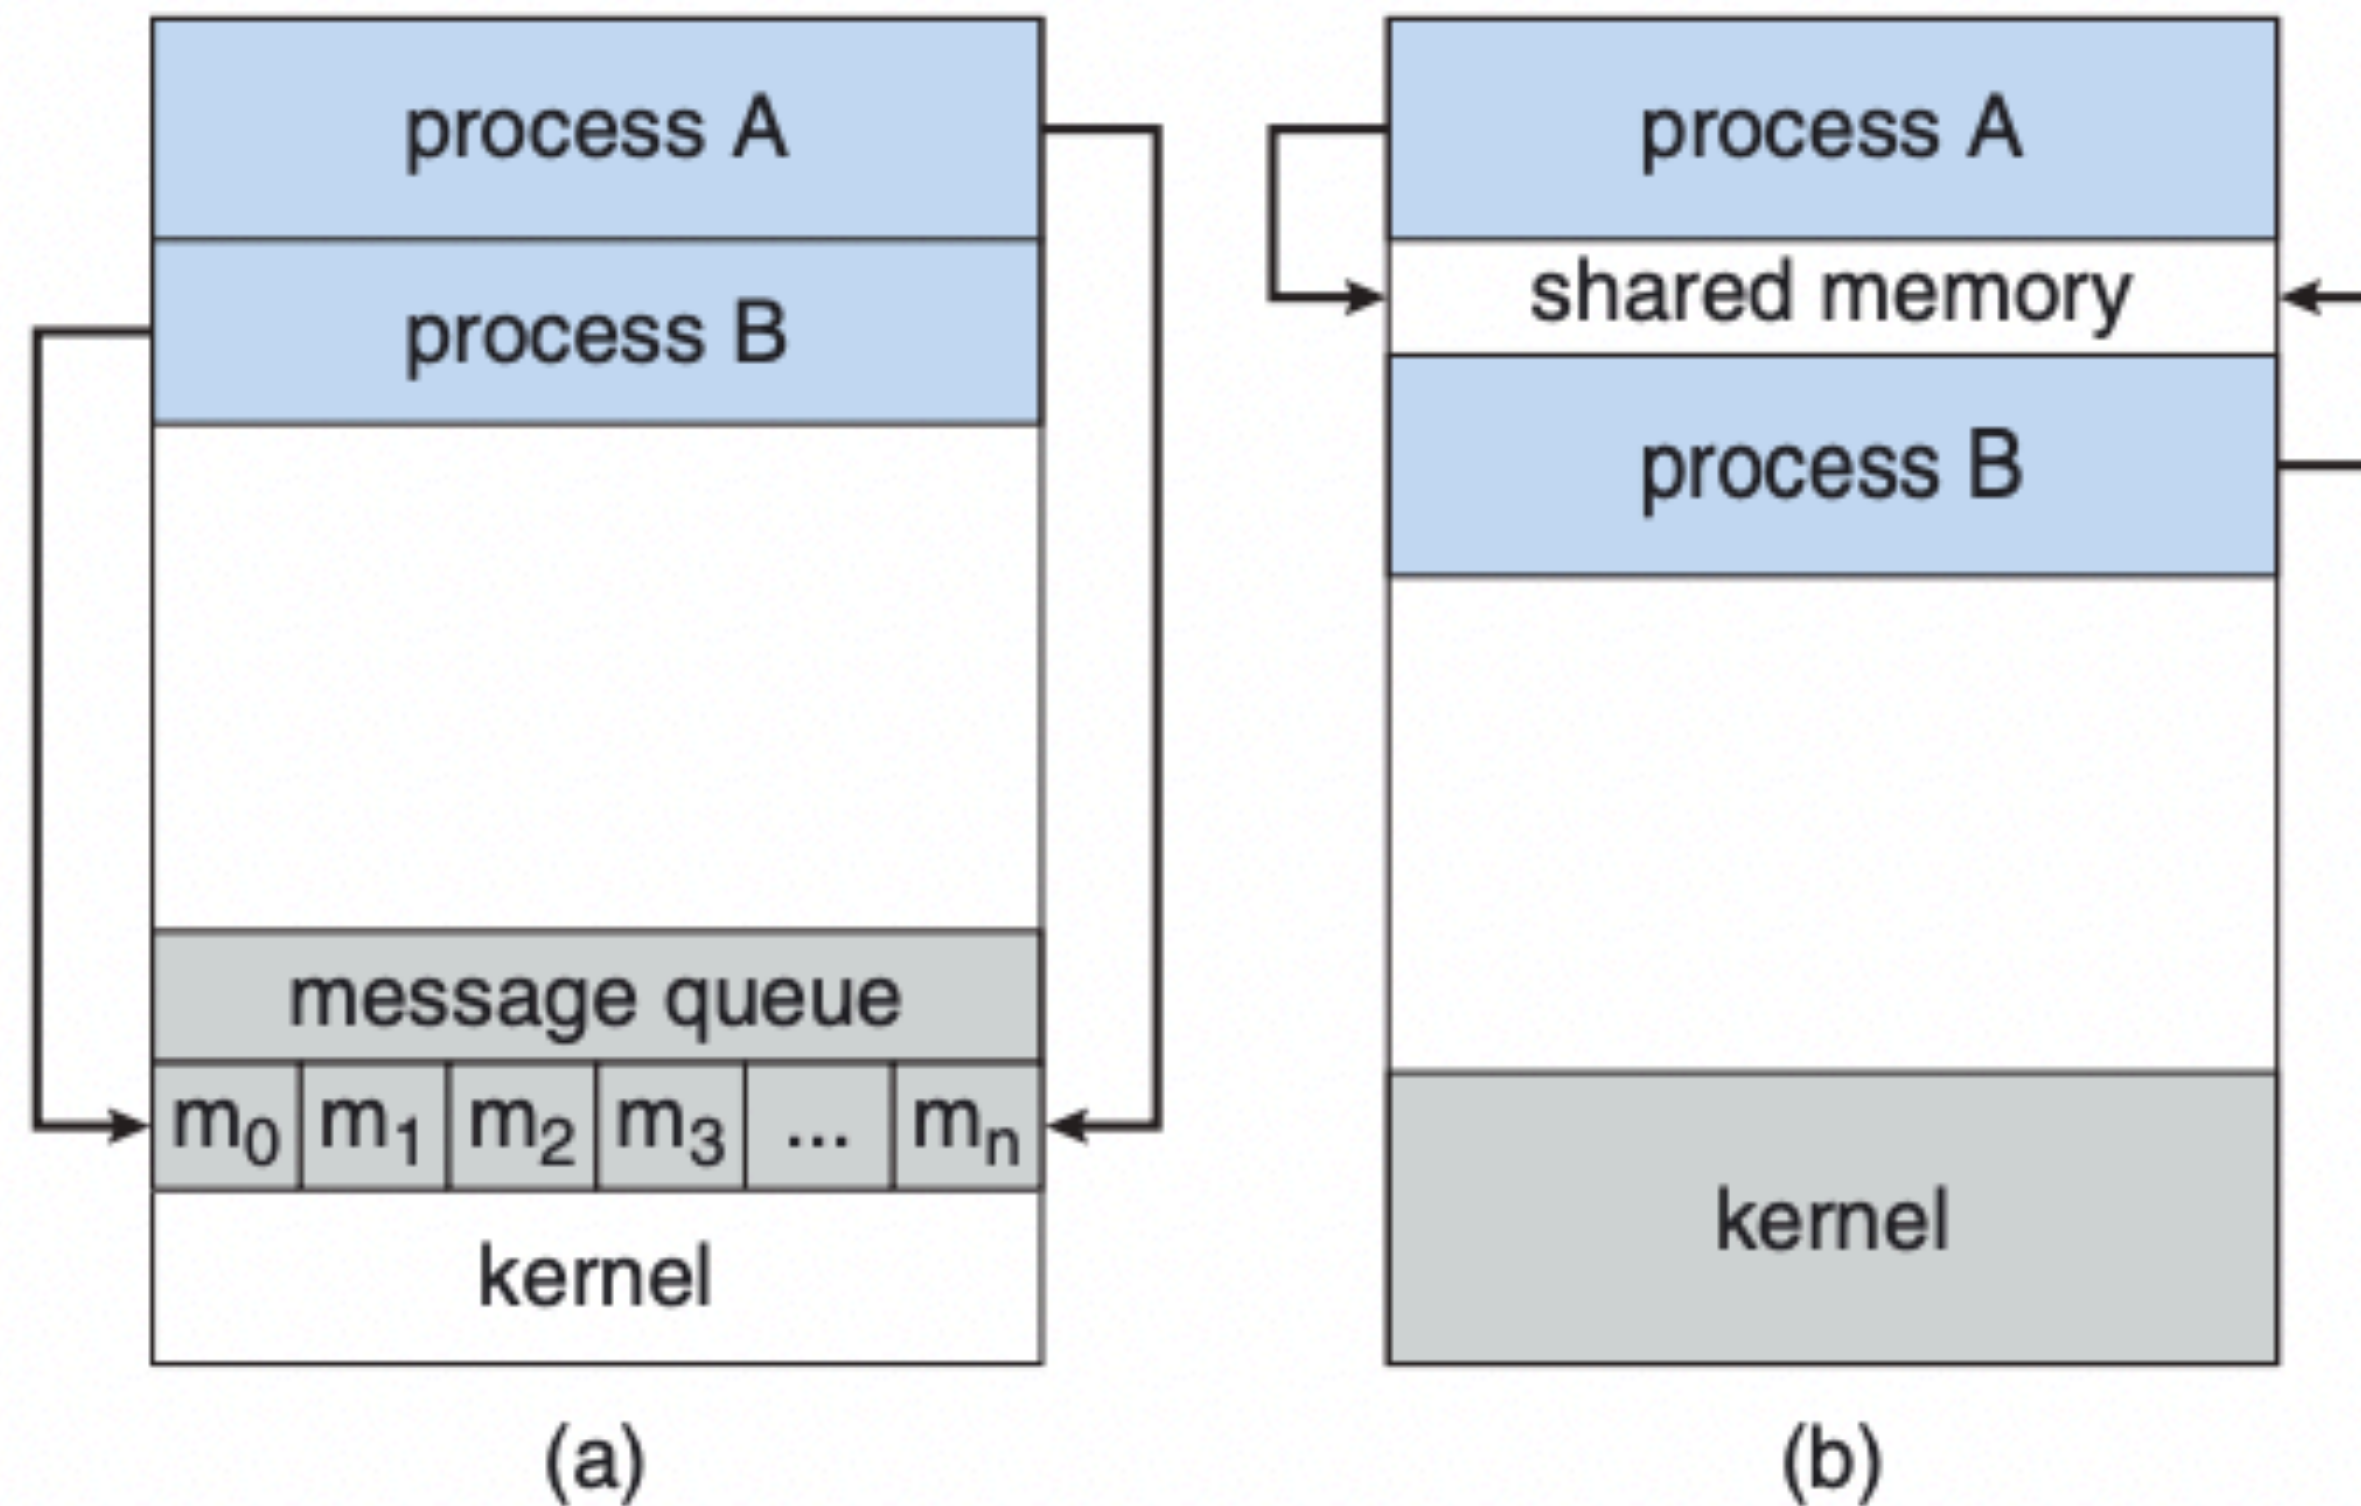 process A
process B
message queue
m0 m1 m2 m3 ... mn
kernel
(a)
process A
shared memory
process B
kernel
(b)